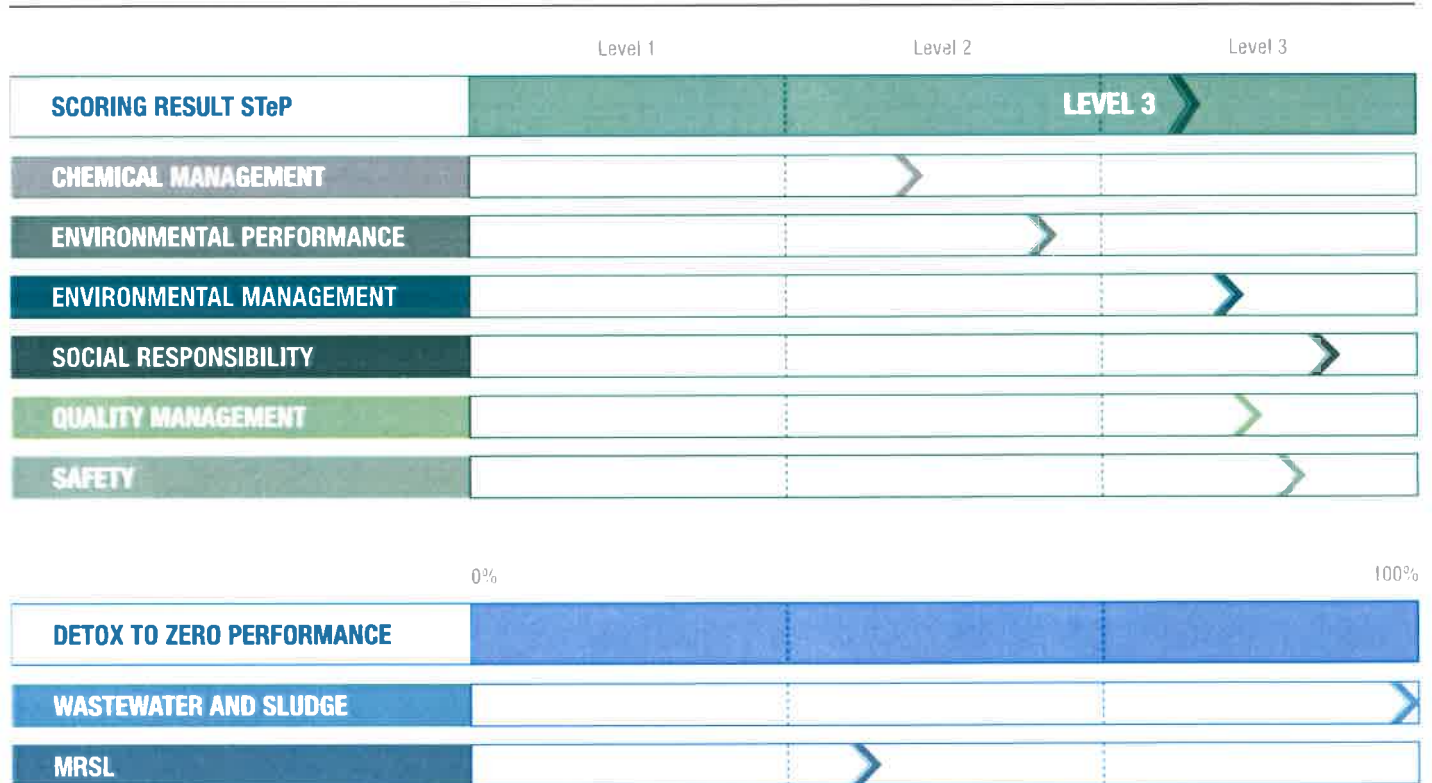 Level 1 Level 2 Level 3
SCORING RESULT STeP LEVEL 3
CHEMICAL MANAGEMENT
ENVIRONMENTAL PERFORMANCE
ENVIRONMENTAL MANAGEMENT
SOCIAL RESPONSIBILITY
QUALITY MANAGEMENT
SAFETY
0% 100%
DETOX TO ZERO PERFORMANCE
WASTEWATER AND SLUDGE
MRSL